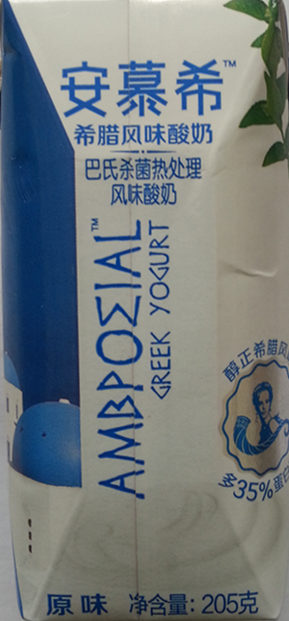 安慕希™
希腊风味酸奶
巴氏杀菌热处理
风味酸奶
AMBPOΣIAL™
GREEK YOGURT
醇正希腊风
多35%蛋白
原味 净含量:205克